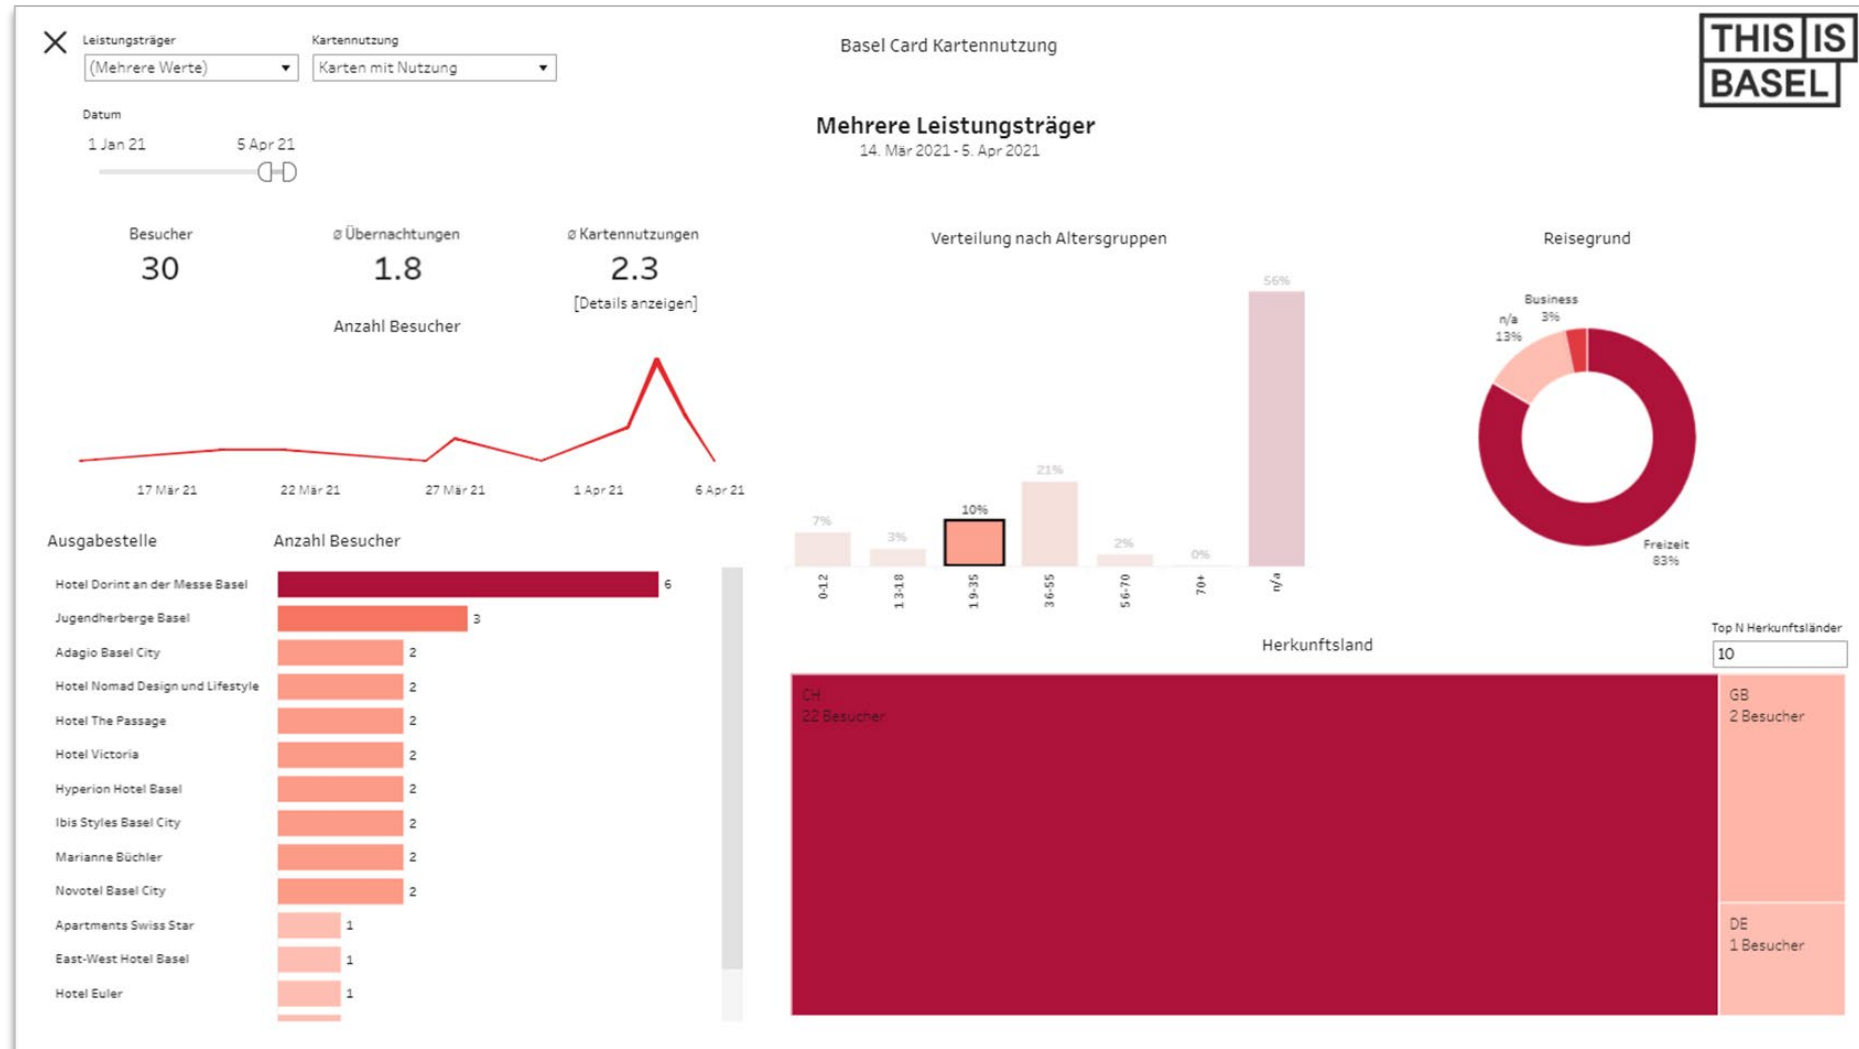 Leistungsträger
(Mehrere Werte)
Kartennutzung
Karten mit Nutzung
Basel Card Kartennutzung
THIS IS
BASEL
Datum
1 Jan 21
5 Apr 21
Mehrere Leistungsträger
14. Mär 2021 - 5. Apr 2021
Besucher
30
ø Übernachtungen
1.8
ø Kartennutzungen
2.3
[Details anzeigen]
Anzahl Besucher
17 Mär 21
22 Mär 21
27 Mär 21
1 Apr 21
6 Apr 21
Verteilung nach Altersgruppen
7%
3%
10%
21%
2%
0%
56%
0-12
13-18
19-35
36-55
56-70
70+
n/a
Reisegrund
Business
3%
n/a
13%
Freizeit
83%
Ausgabestelle
Anzahl Besucher
Hotel Dorint an der Messe Basel 6
Jugendherberge Basel 3
Adagio Basel City 2
Hotel Nomad Design und Lifestyle 2
Hotel The Passage 2
Hotel Victoria 2
Hyperion Hotel Basel 2
Ibis Styles Basel City 2
Marianne Büchler 2
Novotel Basel City 2
Apartments Swiss Star 1
East-West Hotel Basel 1
Hotel Euler 1
Herkunftsland
Top N Herkunftsländer
10
CH
22 Besucher
GB
2 Besucher
DE
1 Besucher